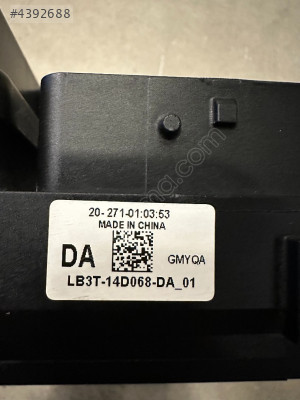 #4392688
20- 271-01:03:53
MADE IN CHINA
DA
GMYQA
LB3T-14D068-DA_01